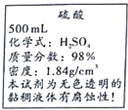 硫酸
500mL
化学式：H₂SO₄
质量分数：98%
密度：1.84g/cm³
本试剂为无色透明的
黏稠液体有腐蚀性！